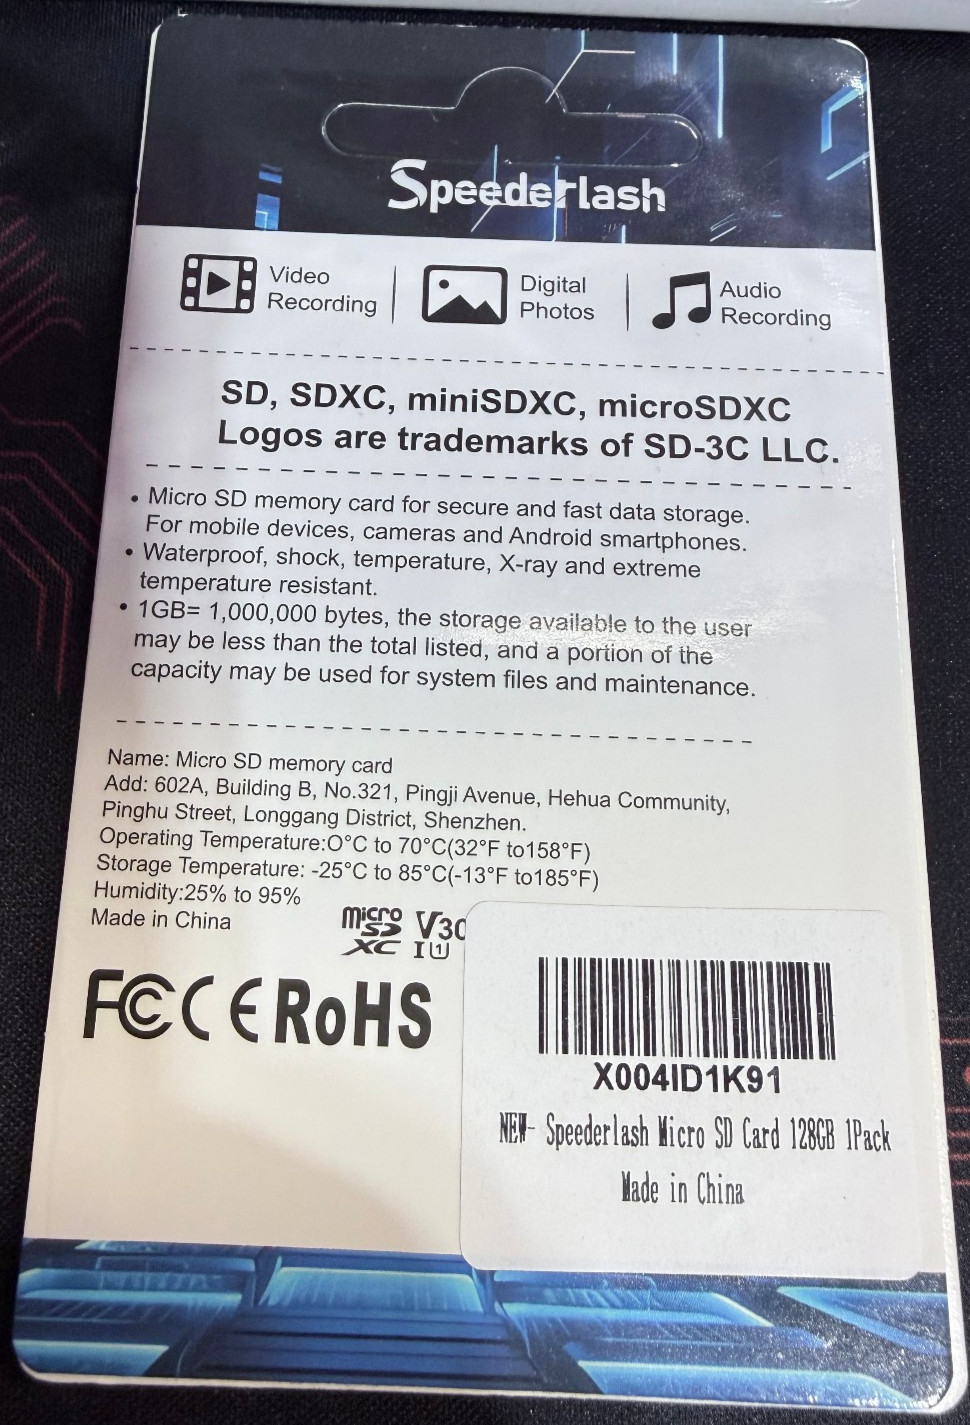 Speederlash
Video
Recording
Digital
Photos
Audio
Recording
SD, SDXC, miniSDXC, microSDXC
Logos are trademarks of SD-3C LLC.
• Micro SD memory card for secure and fast data storage.
For mobile devices, cameras and Android smartphones.
• Waterproof, shock, temperature, X-ray and extreme
temperature resistant.
• 1GB= 1,000,000 bytes, the storage available to the user
may be less than the total listed, and a portion of the
capacity may be used for system files and maintenance.
Name: Micro SD memory card
Add: 602A, Building B, No.321, Pingji Avenue, Hehua Community,
Pinghu Street, Longgang District, Shenzhen.
Operating Temperature:O°C to 70°C(32°F to158°F)
Storage Temperature: -25°C to 85°C(-13°F to185°F)
Humidity:25% to 95%
Made in China
micro SD XC V30 I U1
FC CE RoHS
X004ID1K91
NEW- Speederlash Micro SD Card 128GB 1Pack
Made in China